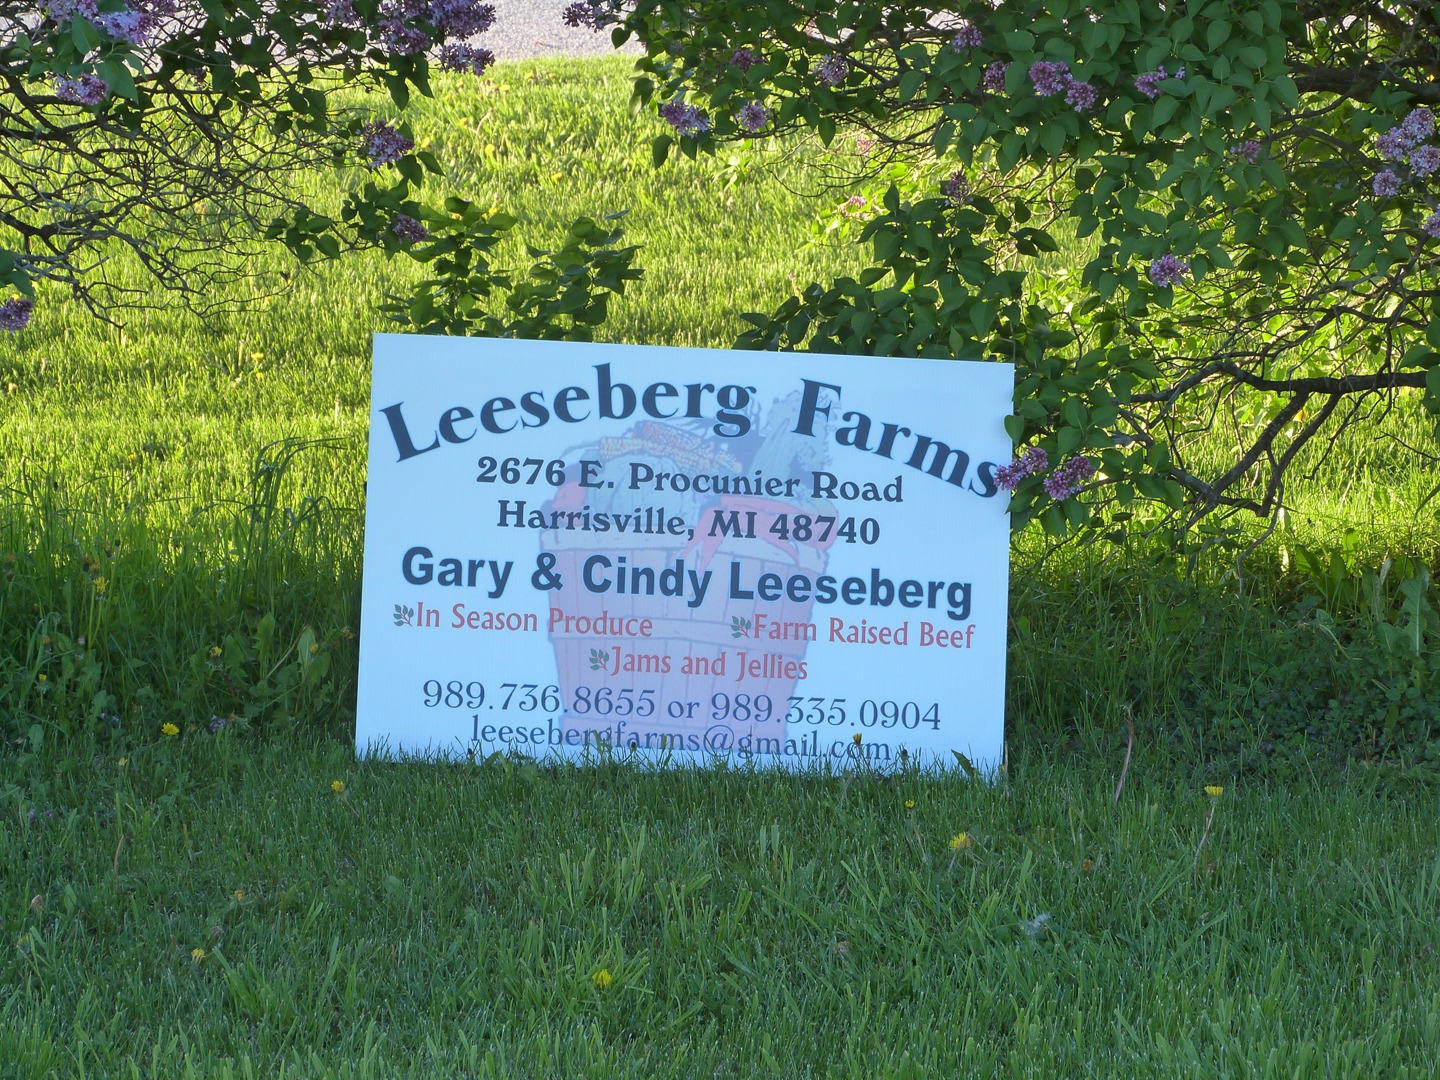 Leeseberg Farms
2676 E. Procunier Road
Harrisville, MI 48740
Gary & Cindy Leeseberg
In Season Produce Farm Raised Beef
Jams and Jellies
989.736.8655 or 989.335.0904
leesebergfarms@gmail.com